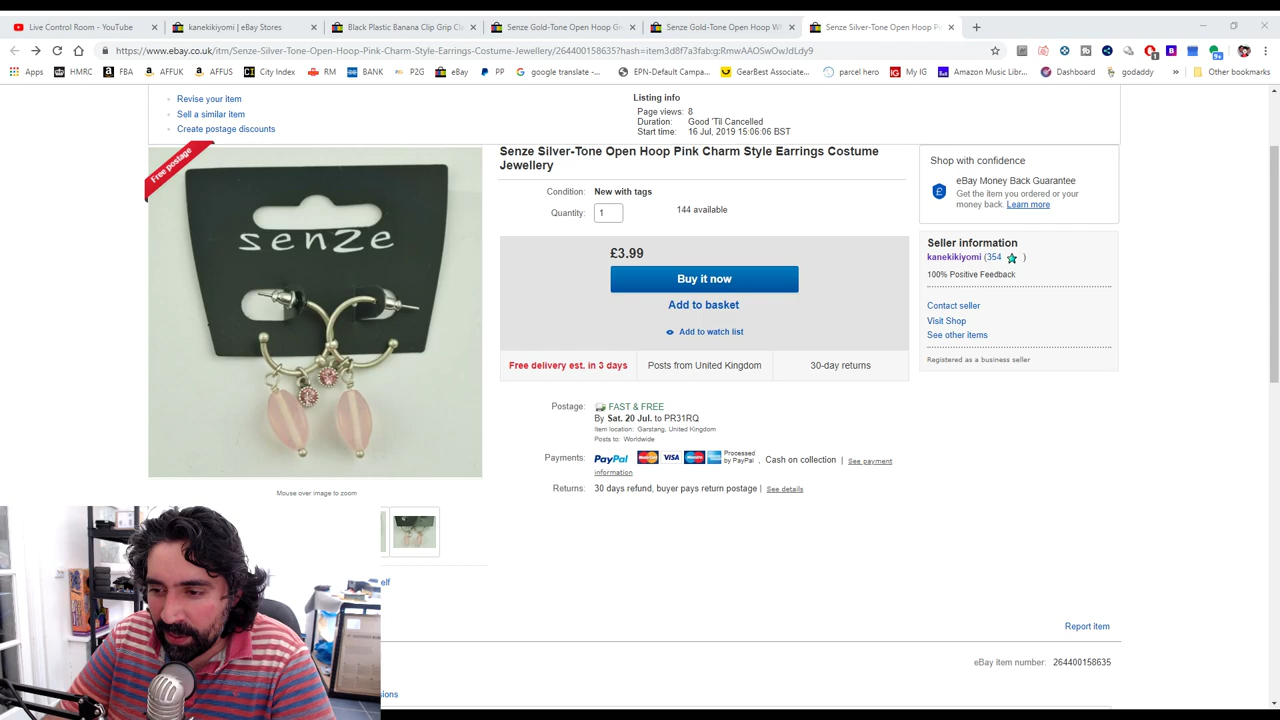 Live Control Room - YouTube
kanekikiyomi | eBay Stores
Black Plastic Banana Clip Grip Cla
Senze Gold-Tone Open Hoop Gr
Senze Gold-Tone Open Hoop W
Senze Silver-Tone Open Hoop Pi
https://www.ebay.co.uk/itm/Senze-Silver-Tone-Open-Hoop-Pink-Charm-Style-Earrings-Costume-Jewellery/264400158635?hash=item3d8f7a3fab:g:RmwAAOSwOwJdLdy9
Apps HMRC FBA AFFUK AFFUS City Index RM BANK P2G eBay PP google translate -... EPN-Default Campa... GearBest Associate... parcel hero My IG Amazon Music Libr... Dashboard godaddy » Other bookmarks
Revise your item
Sell a similar item
Create postage discounts
Listing info
Page views: 8
Duration: Good 'Til Cancelled
Start time: 16 Jul, 2019 15:06:06 BST
Free postage
senze
Mouse over image to zoom
Senze Silver-Tone Open Hoop Pink Charm Style Earrings Costume
Jewellery
Condition: New with tags
Quantity: 1 144 available
£3.99
Buy it now
Add to basket
Add to watch list
Free delivery est. in 3 days Posts from United Kingdom 30-day returns
Postage: FAST & FREE
By Sat. 20 Jul. to PR31RQ
Item location: Garstang, United Kingdom
Posts to: Worldwide
Payments: PayPal VISA Processed by PayPal , Cash on collection | See payment
information
Returns: 30 days refund, buyer pays return postage | See details
Shop with confidence
eBay Money Back Guarantee
Get the item you ordered or your
money back. Learn more
Seller information
kanekikiyomi (354 )
100% Positive Feedback
Contact seller
Visit Shop
See other items
Registered as a business seller
elf
Report item
eBay item number: 264400158635
sions